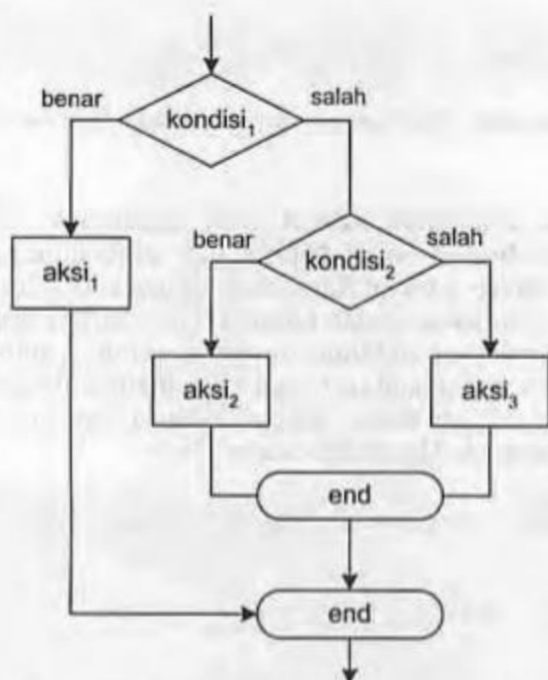 benar
salah
kondisi₁
benar
salah
kondisi₂
aksi₁
aksi₂
aksi₃
end
end